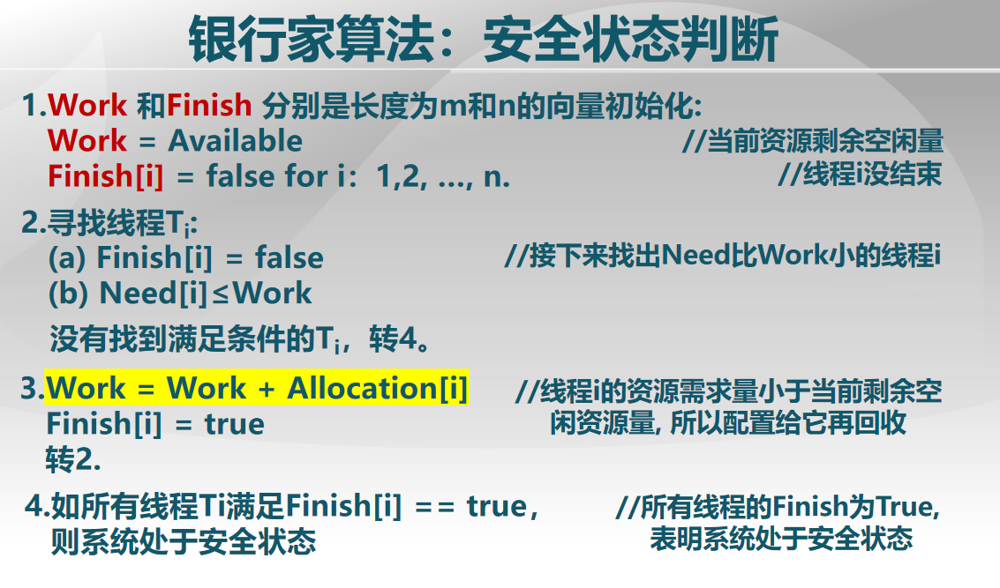 银行家算法：安全状态判断
1.Work 和Finish 分别是长度为m和n的向量初始化:
Work = Available //当前资源剩余空闲量
Finish[i] = false for i：1,2, …, n. //线程i没结束
2.寻找线程Ti:
(a) Finish[i] = false //接下来找出Need比Work小的线程i
(b) Need[i]≤Work
没有找到满足条件的Ti，转4。
3.Work = Work + Allocation[i] //线程i的资源需求量小于当前剩余空
Finish[i] = true 闲资源量, 所以配置给它再回收
转2.
4.如所有线程Ti满足Finish[i] == true， //所有线程的Finish为True,
则系统处于安全状态 表明系统处于安全状态